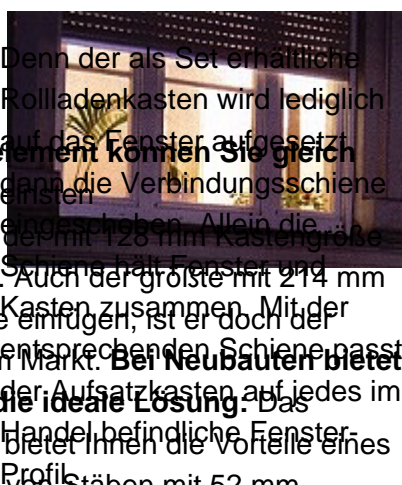 Denn der als Set erhältliche
Rollladenkasten wird lediglich
auf das Fenster aufgesetzt
dann die Verbindungsschiene
eingeschoben. Allein die
Schiene hält Fenster und
Kasten zusammen. Mit der
entsprechenden Schiene passt
der Aufsatzkasten auf jedes im
Handel befindliche Fenster-
Profil.
element können Sie gleich
einsten
der mit 128 mm Kastengröße
. Auch der größte mit 214 mm
e einfügen, ist er doch der
n Markt. Bei Neubauten bietet
die ideale Lösung. Das
bietet Ihnen die Vorteile eines
von Stäben mit 52 mm